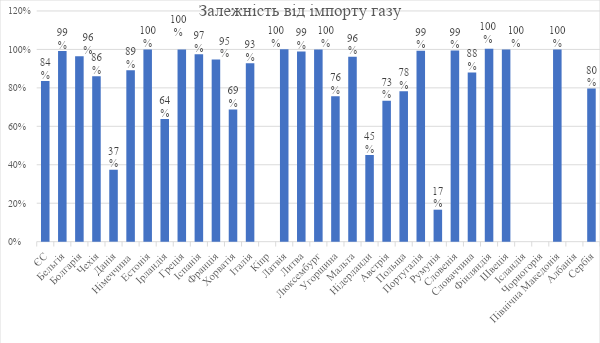 Залежність від імпорту газу
120%
100%
80%
60%
40%
20%
0%
84 %
99 %
96 %
86 %
37 %
89 %
100 %
64 %
100 %
97 %
95 %
69 %
93 %
100 %
99 %
100 %
76 %
96 %
45 %
73 %
78 %
99 %
17 %
99 %
88 %
100 %
100 %
100 %
80 %
ЄС
Бельгія
Болгарія
Чехія
Данія
Німеччина
Естонія
Ірландія
Греція
Іспанія
Франція
Хорватія
Італія
Кіпр
Латвія
Литва
Люксембург
Угорщина
Мальта
Нідерланди
Австрія
Польща
Португалія
Румунія
Словенія
Словаччина
Фінляндія
Швеція
Ісландія
Чорногорія
Північна Македонія
Албанія
Сербія